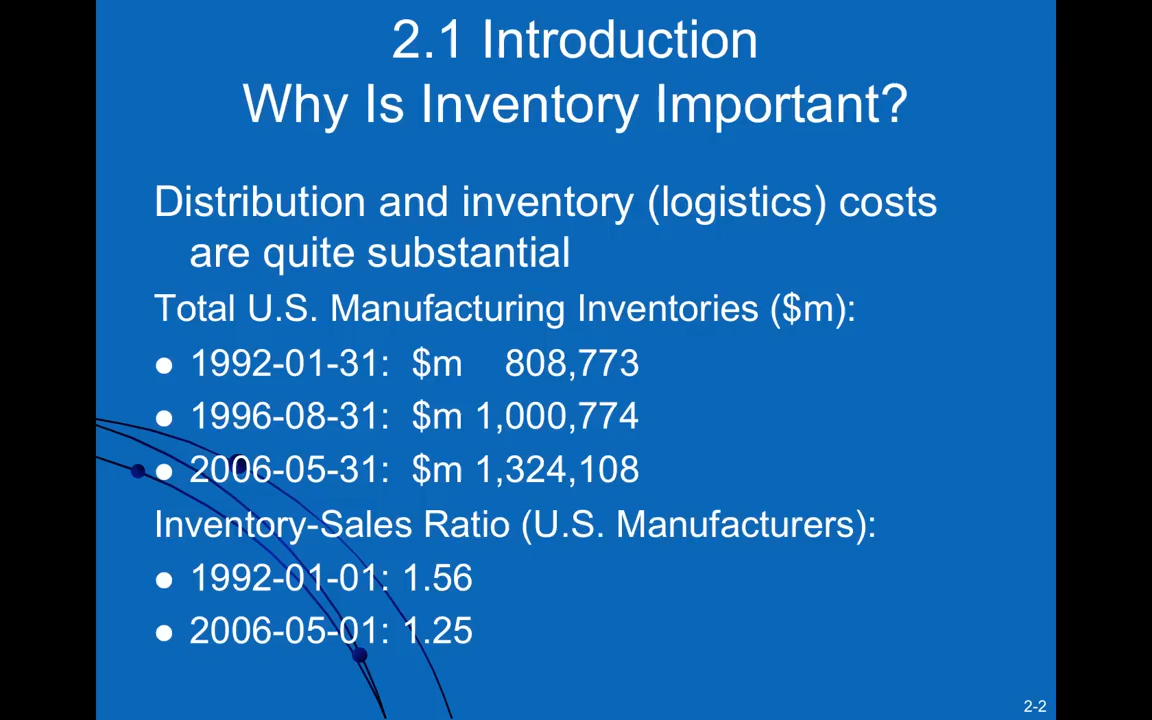 2.1 Introduction
Why Is Inventory Important?
Distribution and inventory (logistics) costs
are quite substantial
Total U.S. Manufacturing Inventories ($m):
● 1992-01-31: $m 808,773
● 1996-08-31: $m 1,000,774
● 2006-05-31: $m 1,324,108
Inventory-Sales Ratio (U.S. Manufacturers):
● 1992-01-01: 1.56
● 2006-05-01: 1.25
2-2